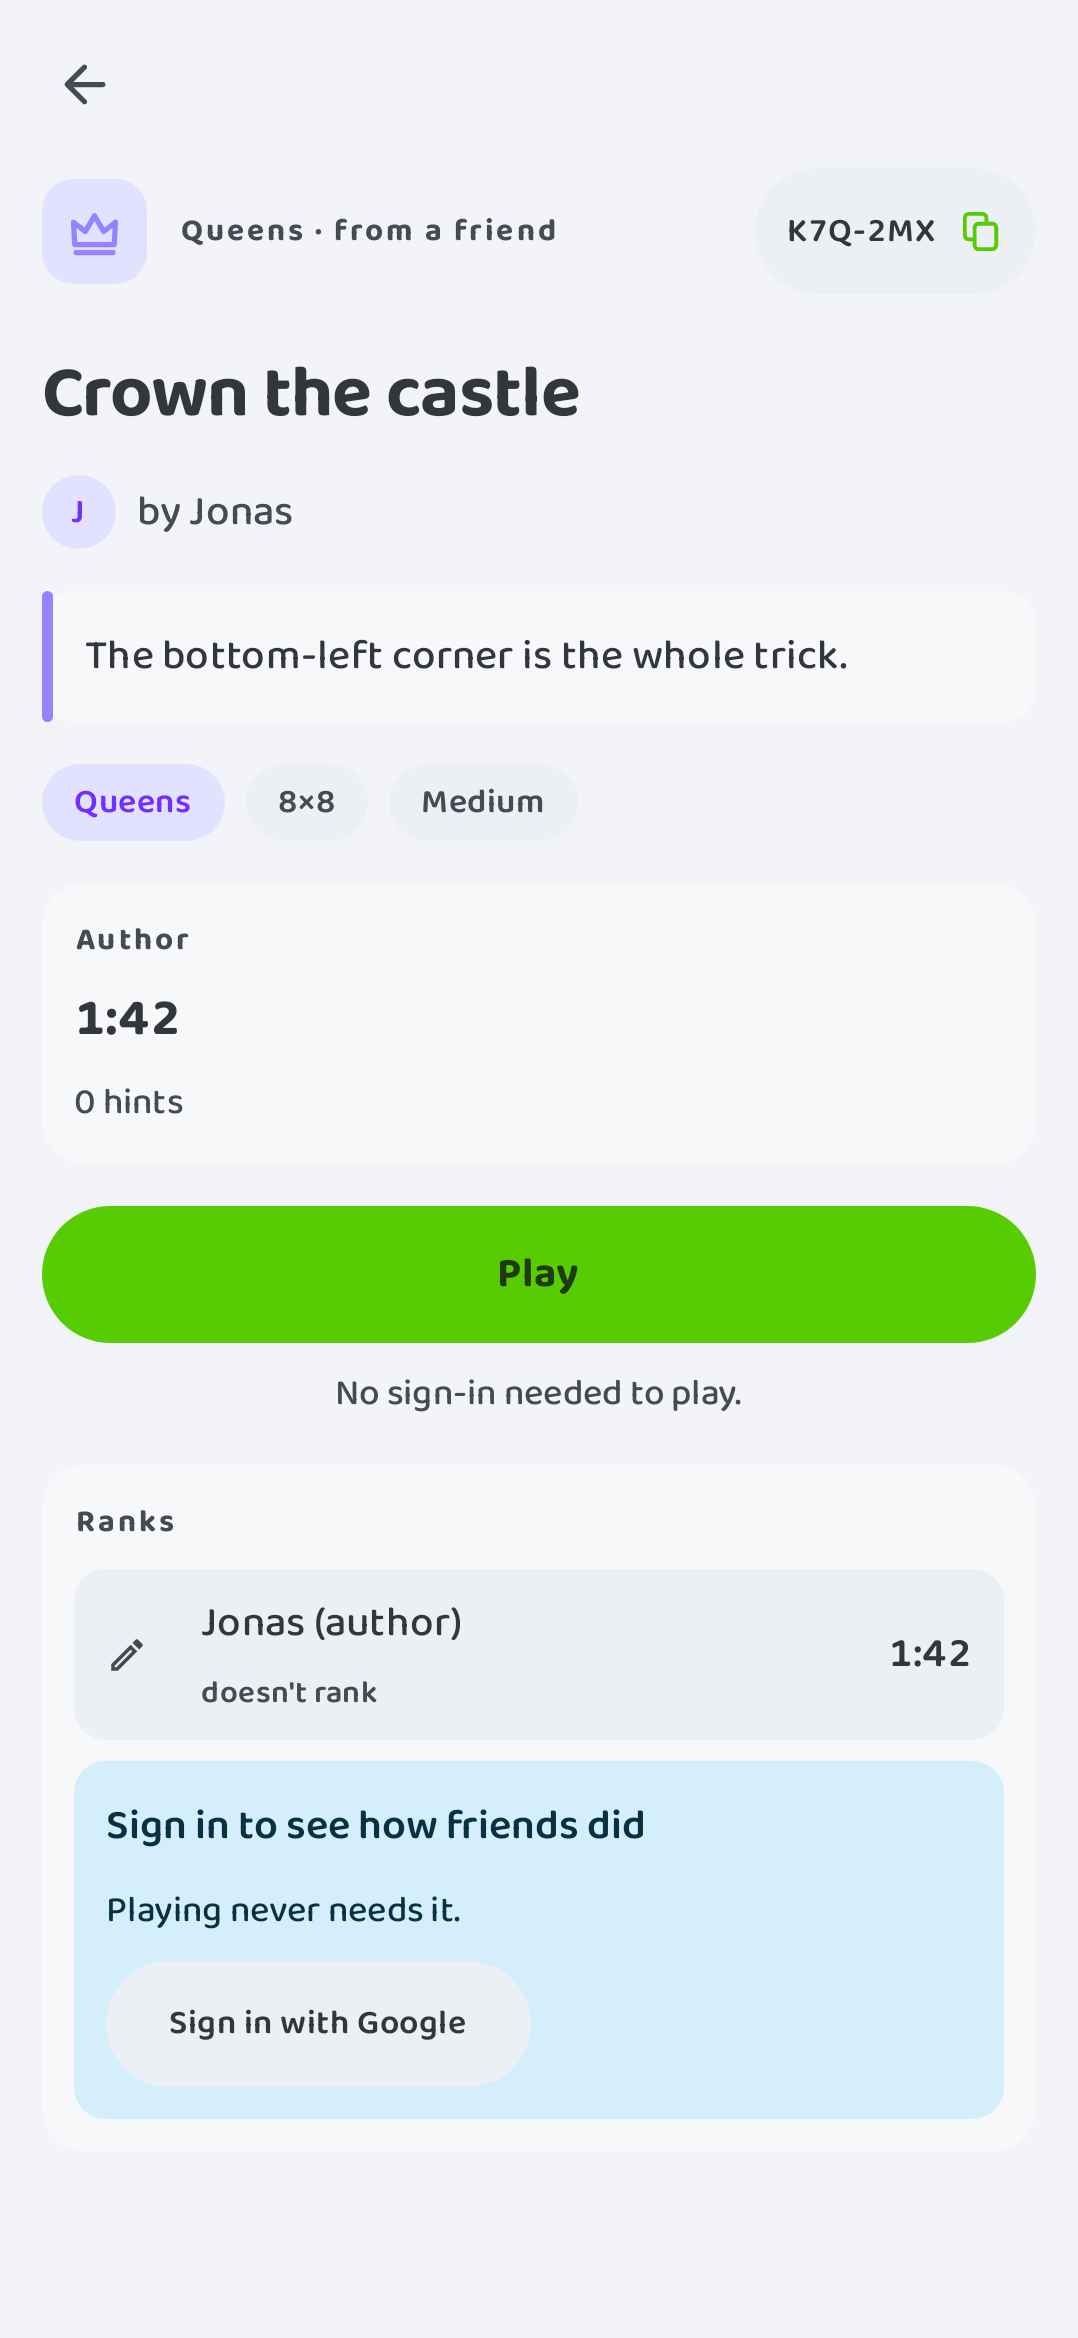 Queens · from a friend
K7Q-2MX
Crown the castle
J
by Jonas
The bottom-left corner is the whole trick.
Queens
8×8
Medium
Author
1:42
0 hints
Play
No sign-in needed to play.
Ranks
Jonas (author)
doesn't rank
1:42
Sign in to see how friends did
Playing never needs it.
Sign in with Google